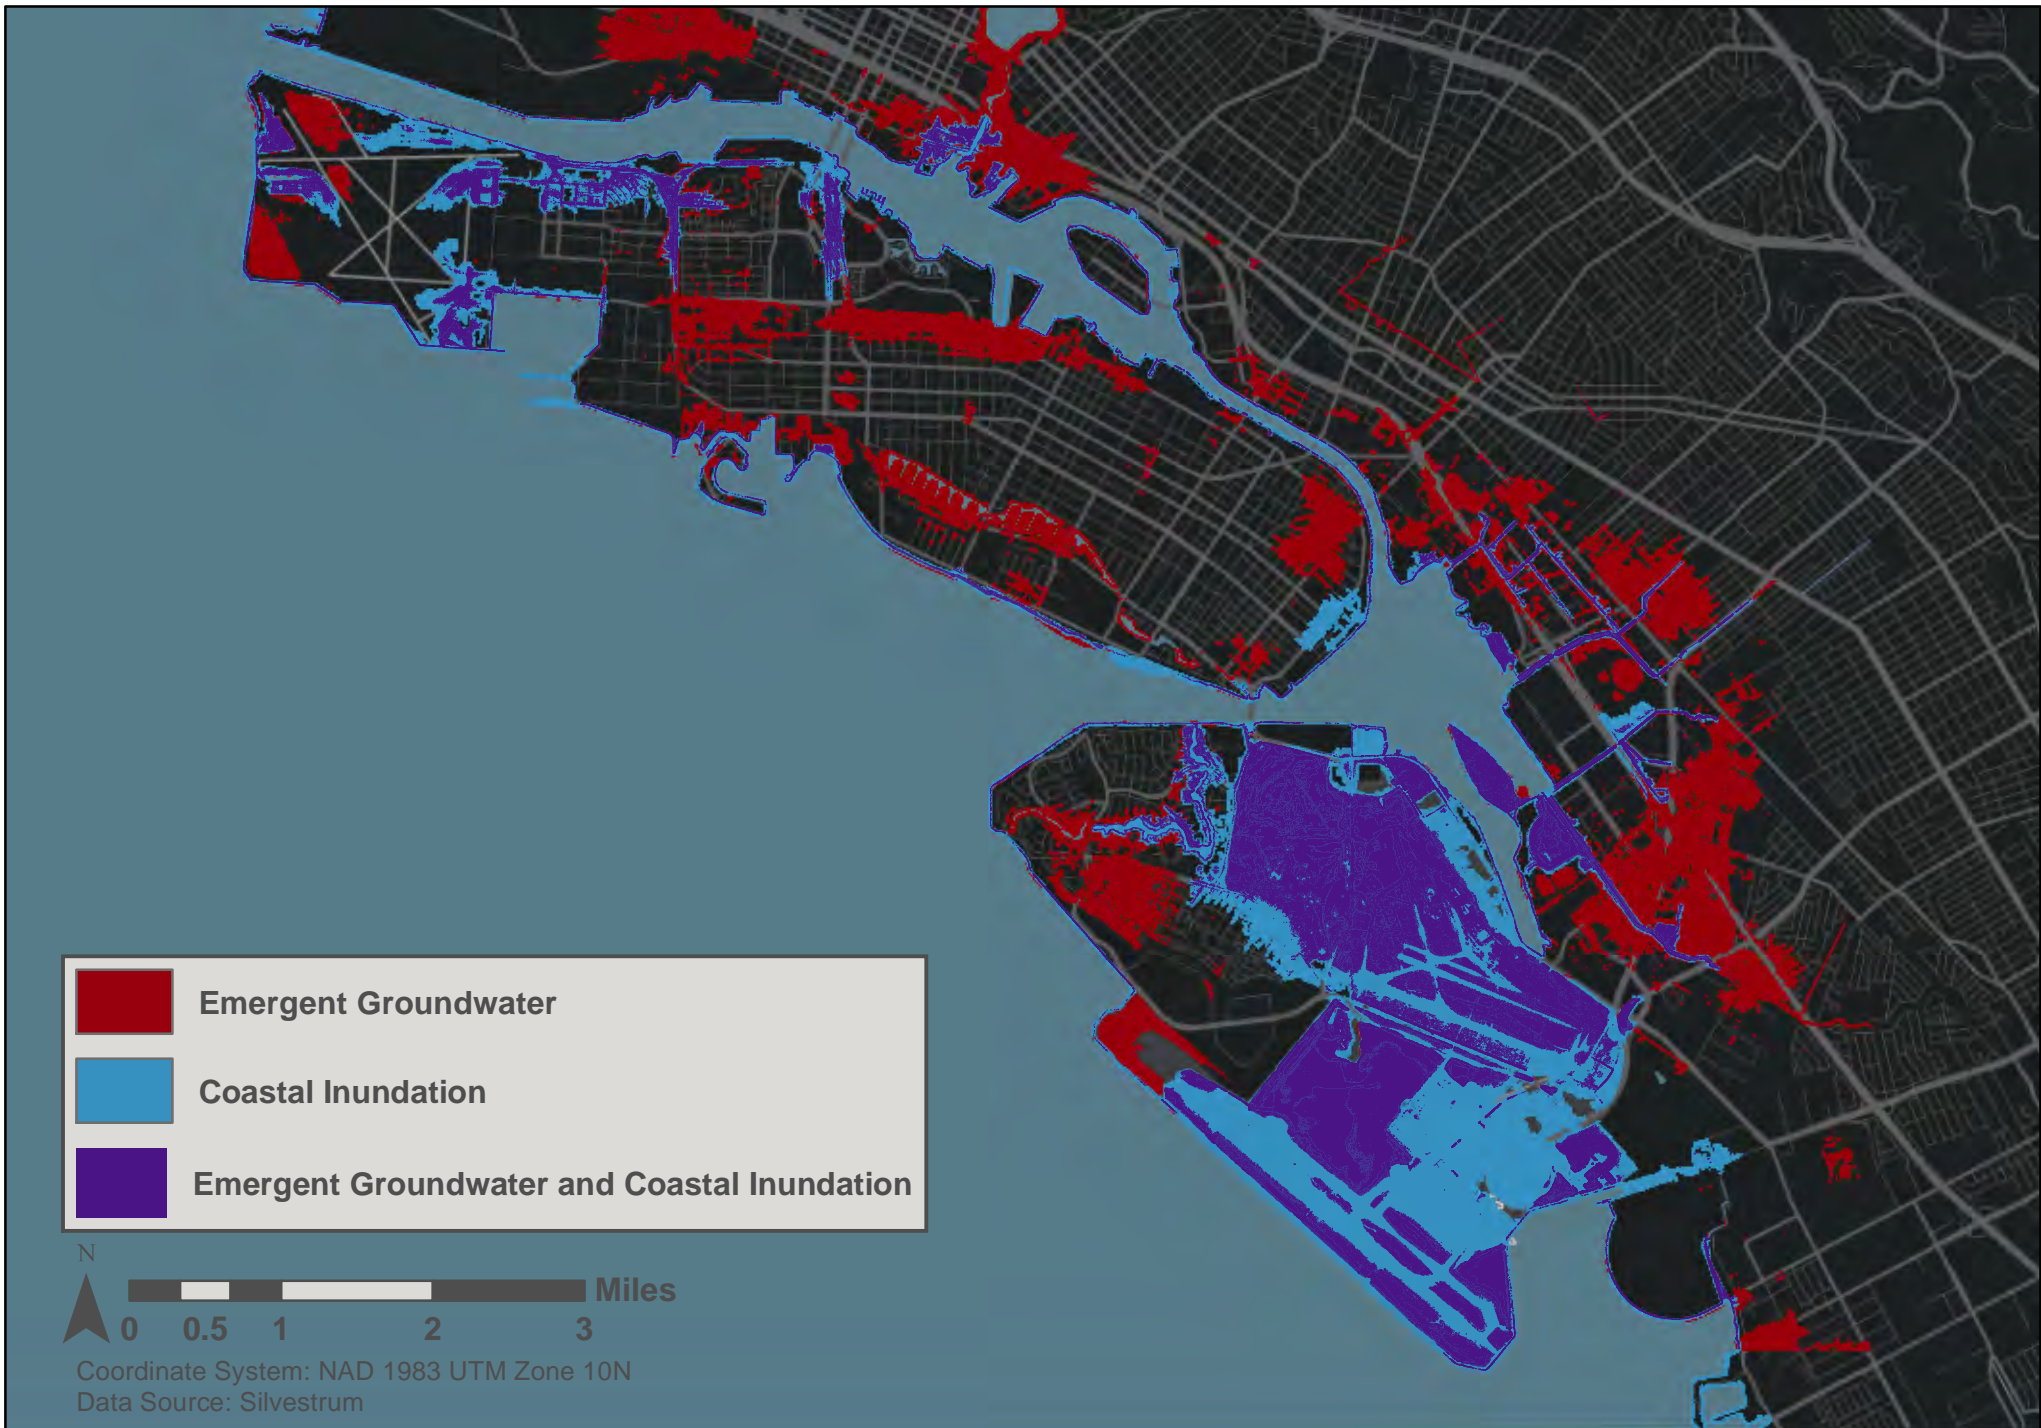 Emergent Groundwater
Coastal Inundation
Emergent Groundwater and Coastal Inundation
N
Miles
0 0.5 1 2 3
Coordinate System: NAD 1983 UTM Zone 10N
Data Source: Silvestrum